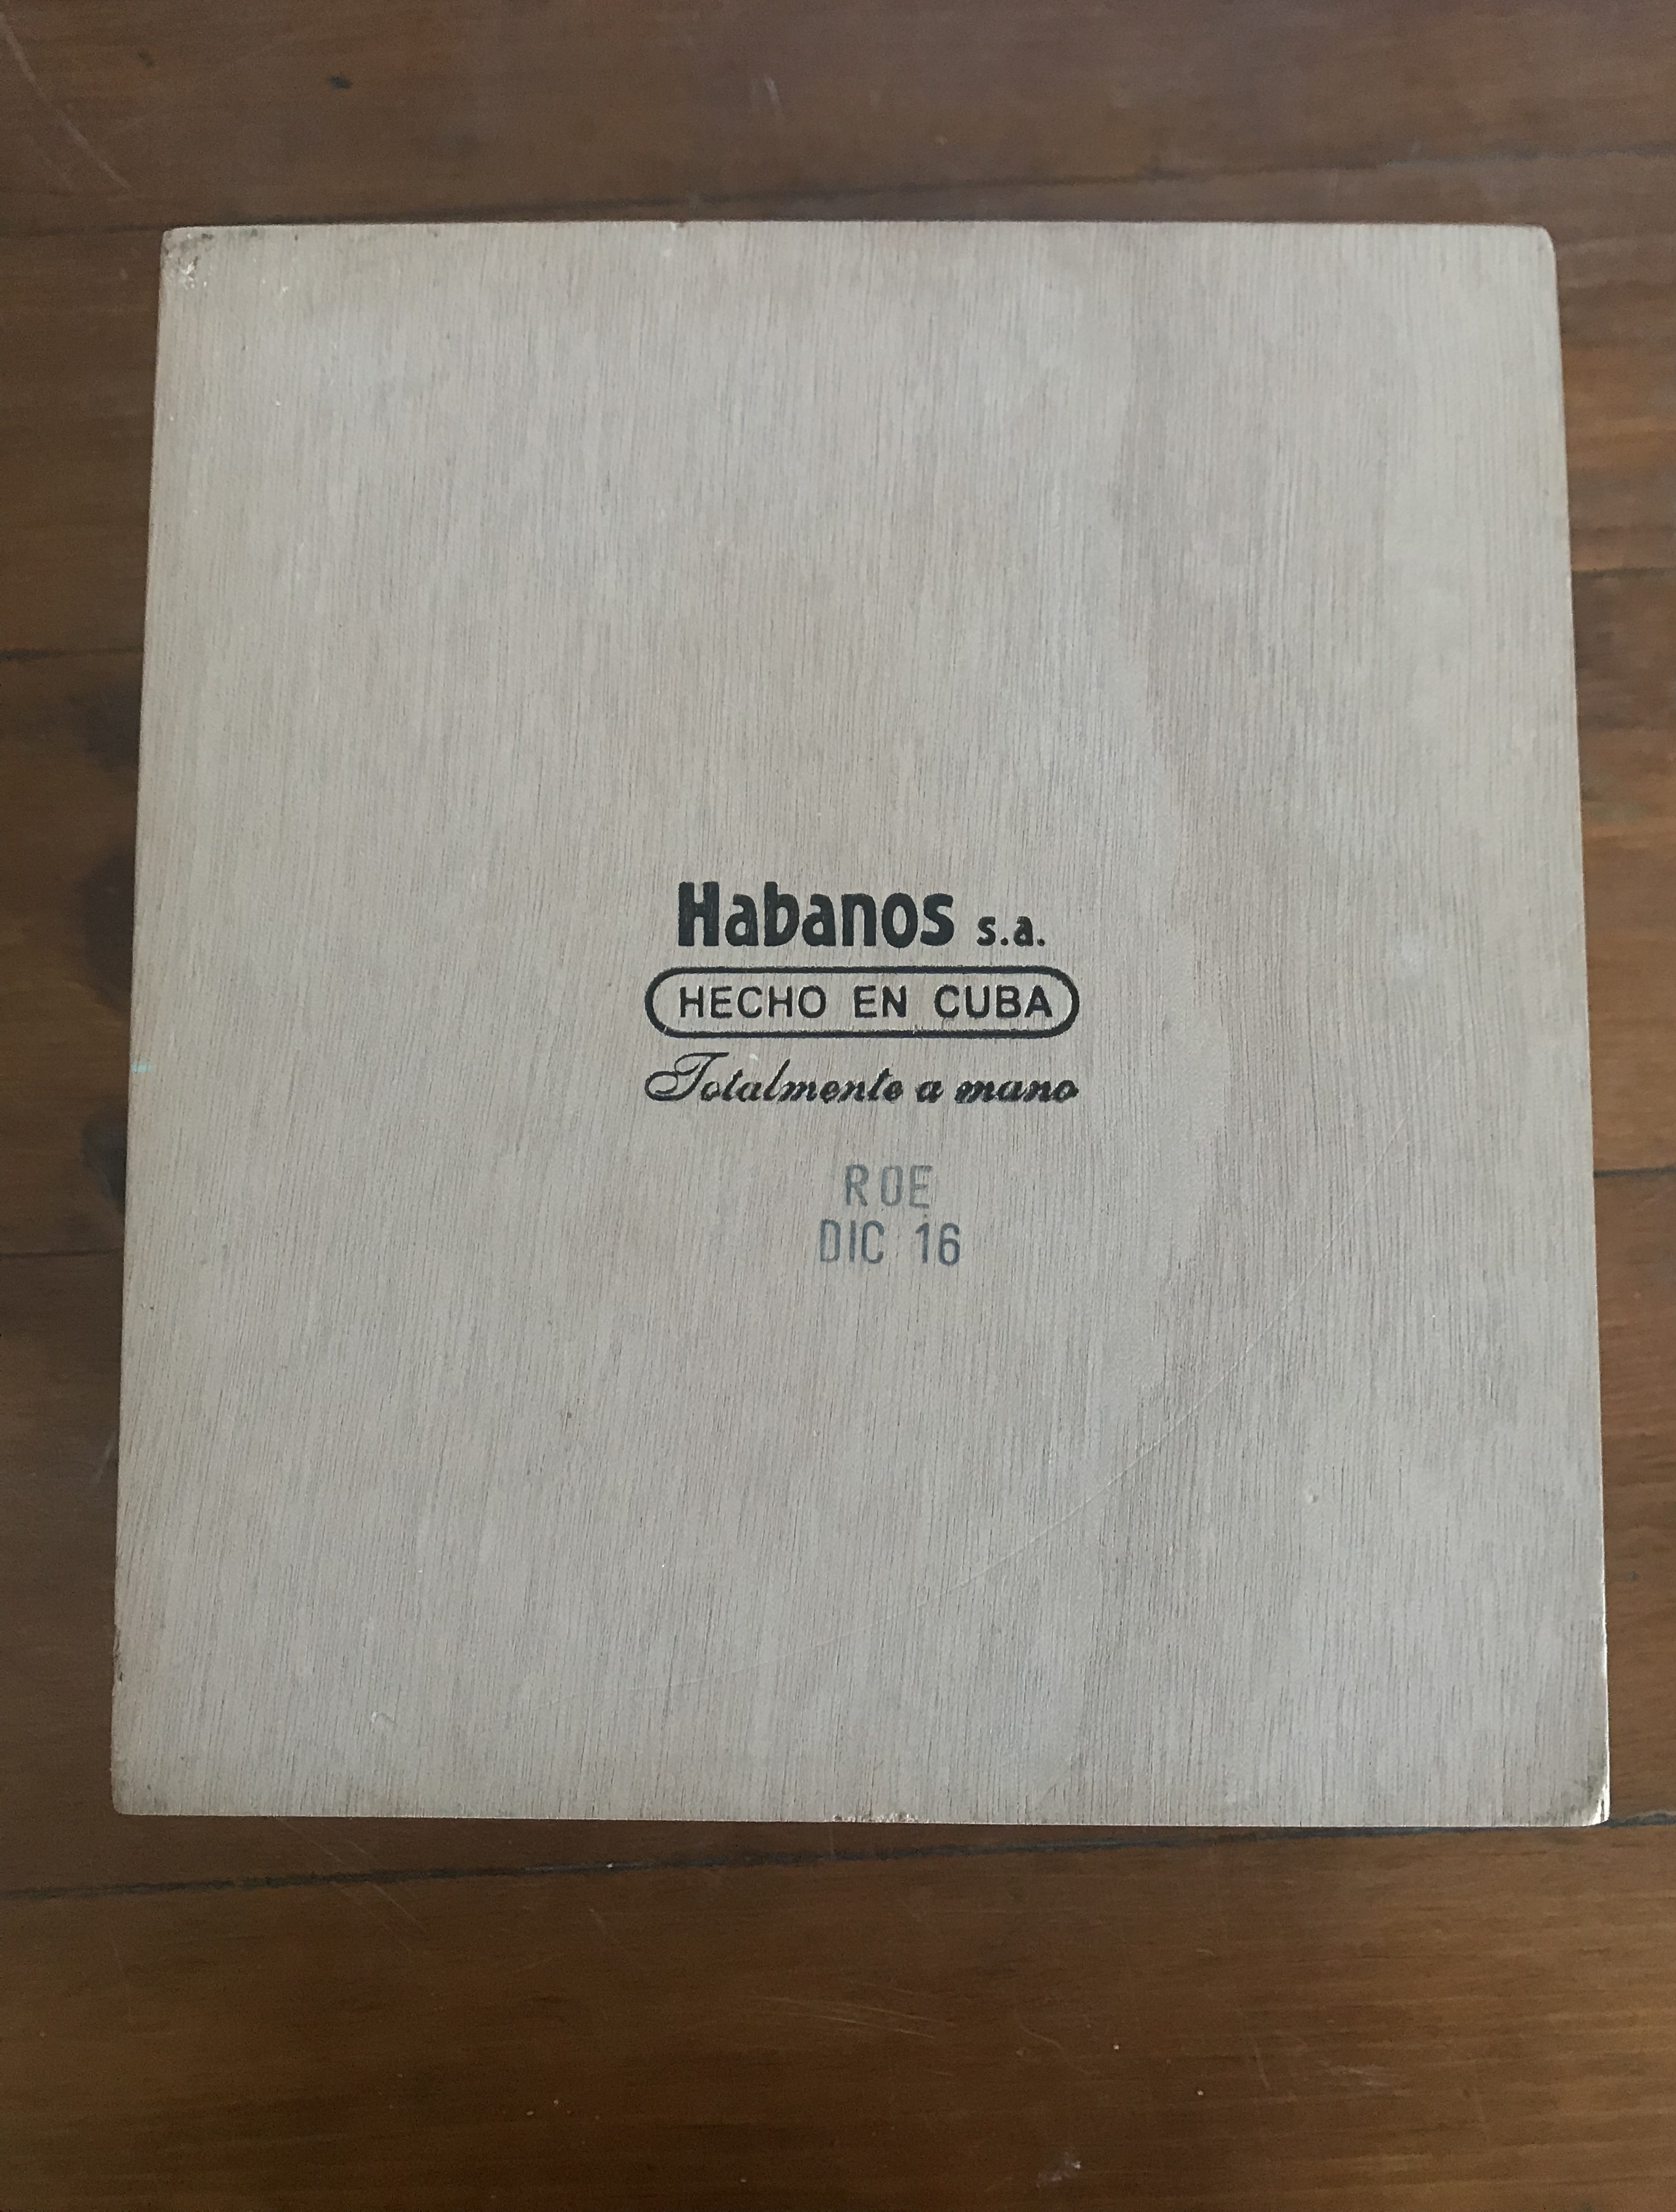 Habanos s.a.
HECHO EN CUBA
Totalmente a mano
ROE
DIC 16